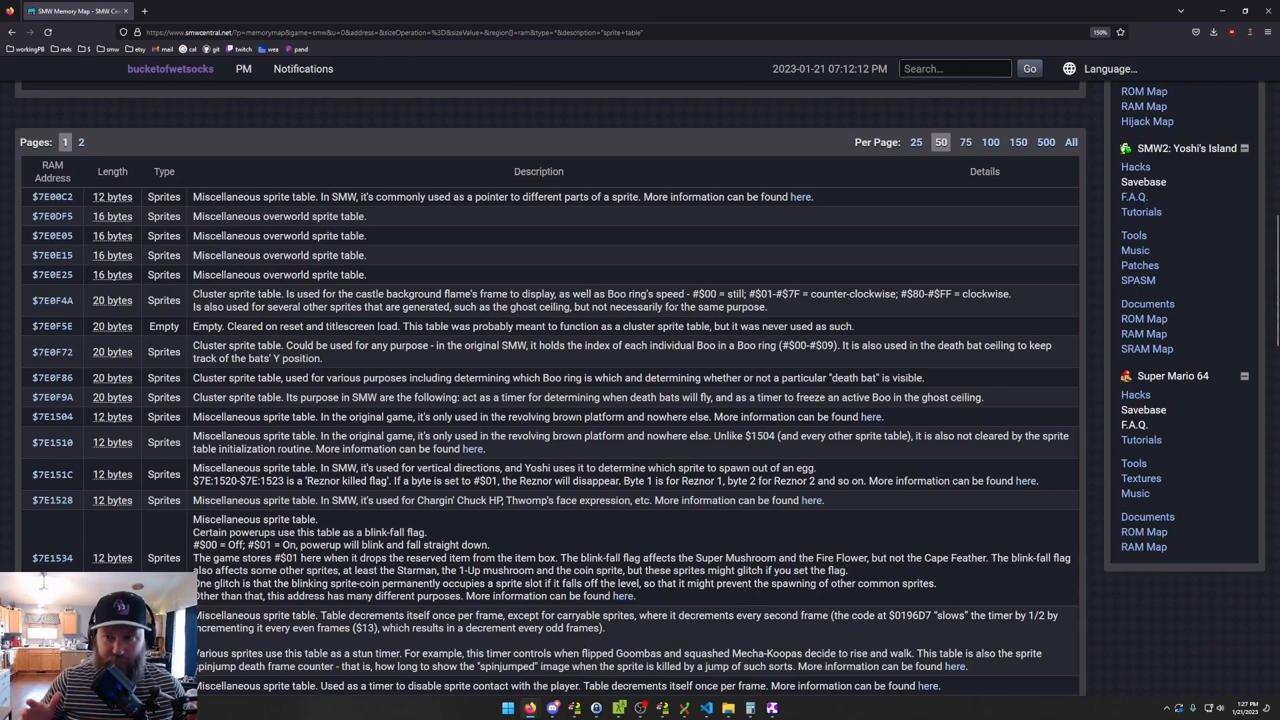 SMW Memory Map - SMW Cen
https://www.smwcentral.net/?p=memorymap&game=smw&u=0&address=&sizeOperation=%3D&sizeValue=&region[]=ram&type=*&description="sprite+table"
150%
workingPB reds $ smw etsy mail cal git twitch wea pand
bucketofwetsocks PM Notifications 2023-01-21 07:12:12 PM Search... Go Language...
Pages: 1 2 Per Page: 25 50 75 100 150 500 All
RAM Address Length Type Description Details
$7E00C2 12 bytes Sprites Miscellaneous sprite table. In SMW, it's commonly used as a pointer to different parts of a sprite. More information can be found here.
$7E0DF5 16 bytes Sprites Miscellaneous overworld sprite table.
$7E0E05 16 bytes Sprites Miscellaneous overworld sprite table.
$7E0E15 16 bytes Sprites Miscellaneous overworld sprite table.
$7E0E25 16 bytes Sprites Miscellaneous overworld sprite table.
$7E0F4A 20 bytes Sprites Cluster sprite table. Is used for the castle background flame's frame to display, as well as Boo ring's speed - #$00 = still; #$01-#$7F = counter-clockwise; #$80-#$FF = clockwise.
Is also used for several other sprites that are generated, such as the ghost ceiling, but not necessarily for the same purpose.
$7E0F5E 20 bytes Empty Empty. Cleared on reset and titlescreen load. This table was probably meant to function as a cluster sprite table, but it was never used as such.
$7E0F72 20 bytes Sprites Cluster sprite table. Could be used for any purpose - in the original SMW, it holds the index of each individual Boo in a Boo ring (#$00-#$09). It is also used in the death bat ceiling to keep
track of the bats' Y position.
$7E0F86 20 bytes Sprites Cluster sprite table, used for various purposes including determining which Boo ring is which and determining whether or not a particular "death bat" is visible.
$7E0F9A 20 bytes Sprites Cluster sprite table. Its purpose in SMW are the following: act as a timer for determining when death bats will fly, and as a timer to freeze an active Boo in the ghost ceiling.
$7E1504 12 bytes Sprites Miscellaneous sprite table. In the original game, it's only used in the revolving brown platform and nowhere else. More information can be found here.
$7E1510 12 bytes Sprites Miscellaneous sprite table. In the original game, it's only used in the revolving brown platform and nowhere else. Unlike $1504 (and every other sprite table), it is also not cleared by the sprite
table initialization routine. More information can be found here.
$7E151C 12 bytes Sprites Miscellaneous sprite table. In SMW, it's used for vertical directions, and Yoshi uses it to determine which sprite to spawn out of an egg.
$7E:1520-$7E:1523 is a 'Reznor killed flag'. If a byte is set to #$01, the Reznor will disappear. Byte 1 is for Reznor 1, byte 2 for Reznor 2 and so on. More information can be found here.
$7E1528 12 bytes Sprites Miscellaneous sprite table. In SMW, it's used for Chargin' Chuck HP, Thwomp's face expression, etc. More information can be found here.
$7E1534 12 bytes Sprites Miscellaneous sprite table.
Certain powerups use this table as a blink-fall flag.
#$00 = Off; #$01 = On, powerup will blink and fall straight down.
The game stores #$01 here when it drops the reserved item from the item box. The blink-fall flag affects the Super Mushroom and the Fire Flower, but not the Cape Feather. The blink-fall flag
also affects some other sprites, at least the Starman, the 1-Up mushroom and the coin sprite, but these sprites might glitch if you set the flag.
One glitch is that the blinking sprite-coin permanently occupies a sprite slot if it falls off the level, so that it might prevent the spawning of other common sprites.
Other than that, this address has many different purposes. More information can be found here.
Miscellaneous sprite table. Table decrements itself once per frame, except for carryable sprites, where it decrements every second frame (the code at $0196D7 "slows" the timer by 1/2 by
incrementing it every even frames ($13), which results in a decrement every odd frames).
Various sprites use this table as a stun timer. For example, this timer controls when flipped Goombas and squashed Mecha-Koopas decide to rise and walk. This table is also the sprite
spinjump death frame counter - that is, how long to show the "spinjumped" image when the sprite is killed by a jump of such sorts. More information can be found here.
Miscellaneous sprite table. Used as a timer to disable sprite contact with the player. Table decrements itself once per frame. More information can be found here.
ROM Map
RAM Map
Hijack Map
SMW2: Yoshi's Island
Hacks
Savebase
F.A.Q.
Tutorials
Tools
Music
Patches
SPASM
Documents
ROM Map
RAM Map
SRAM Map
Super Mario 64
Hacks
Savebase
F.A.Q.
Tutorials
Tools
Textures
Music
Documents
ROM Map
RAM Map
1:27 PM
1/21/2023